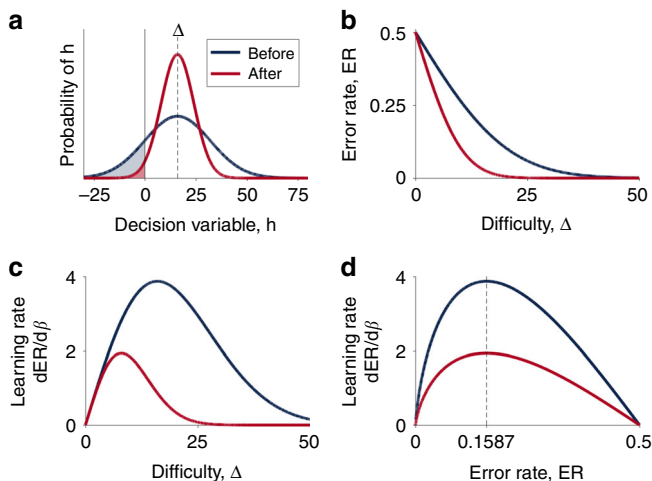 a
Δ
Before
After
Probability of h
−25
0
25
50
75
Decision variable, h
b
0.5
0.25
0
Error rate, ER
0
25
50
Difficulty, Δ
c
4
2
0
Learning rate
dER/dβ
0
25
50
Difficulty, Δ
d
4
2
0
Learning rate
dER/dβ
0
0.1587
0.5
Error rate, ER